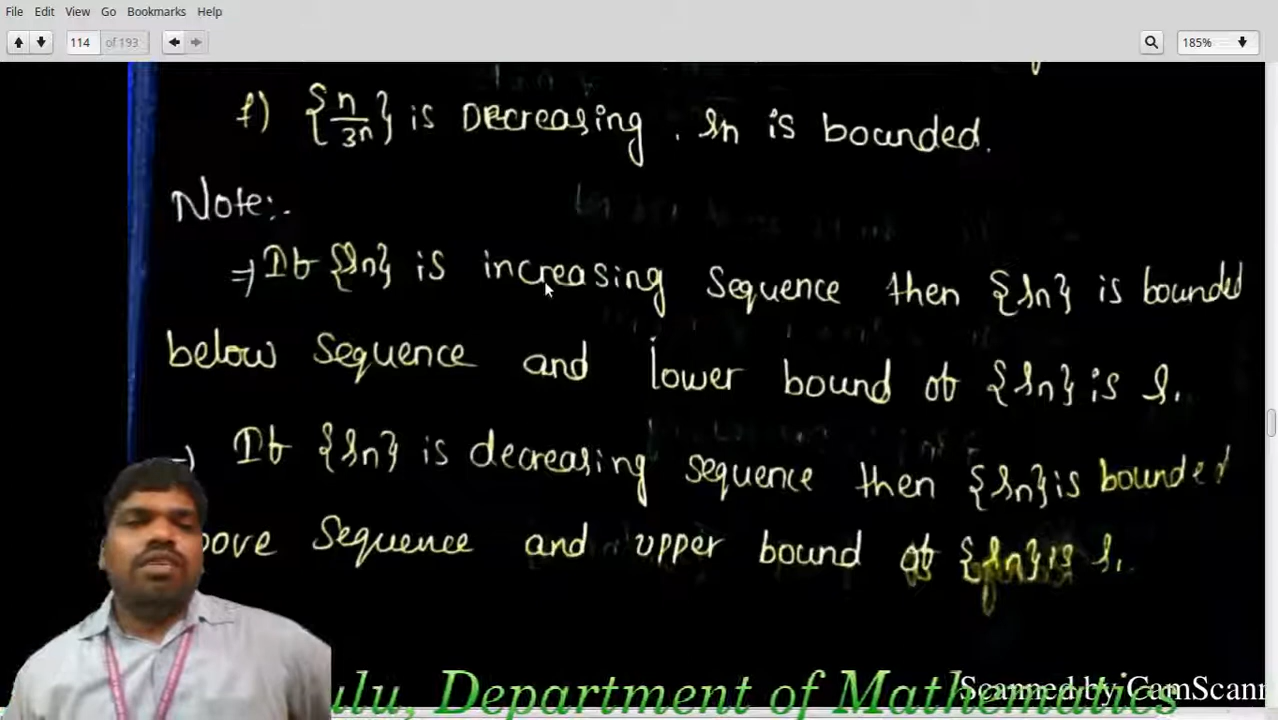 File Edit View Go Bookmarks Help
114 of 193 185%
f) {n/3n} is Decreasing. Sn is bounded.
Note:.
⇒ If {Sn} is increasing sequence then {Sn} is bounded
below sequence and lower bound of {Sn} is S1
→ If {Sn} is decreasing sequence then {Sn} is bounded
bove sequence and upper bound of {Sn} is S1.
ulu, Department of Mathematics
Scanned by CamScann